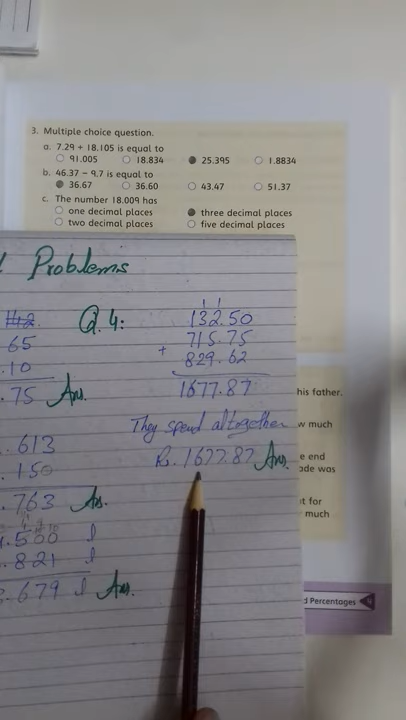 3. Multiple choice question.
a. 7.29 + 18.105 is equal to
91.005 18.834 25.395 1.8834
b. 46.37 – 9.7 is equal to
36.67 36.60 43.47 51.37
c. The number 18.009 has
one decimal places three decimal places
two decimal places five decimal places
Problems
Q.4:
132.50
715.75
+ 829.62
1677.87
They spend altogether
Rs. 1677.87 Ans.
65
.10
.75 Ans.
.613
.150
.763 Ans.
.500 l
.821 l
.679 l Ans.
his father.
w much
e end
ade was
t for
much
d Percentages